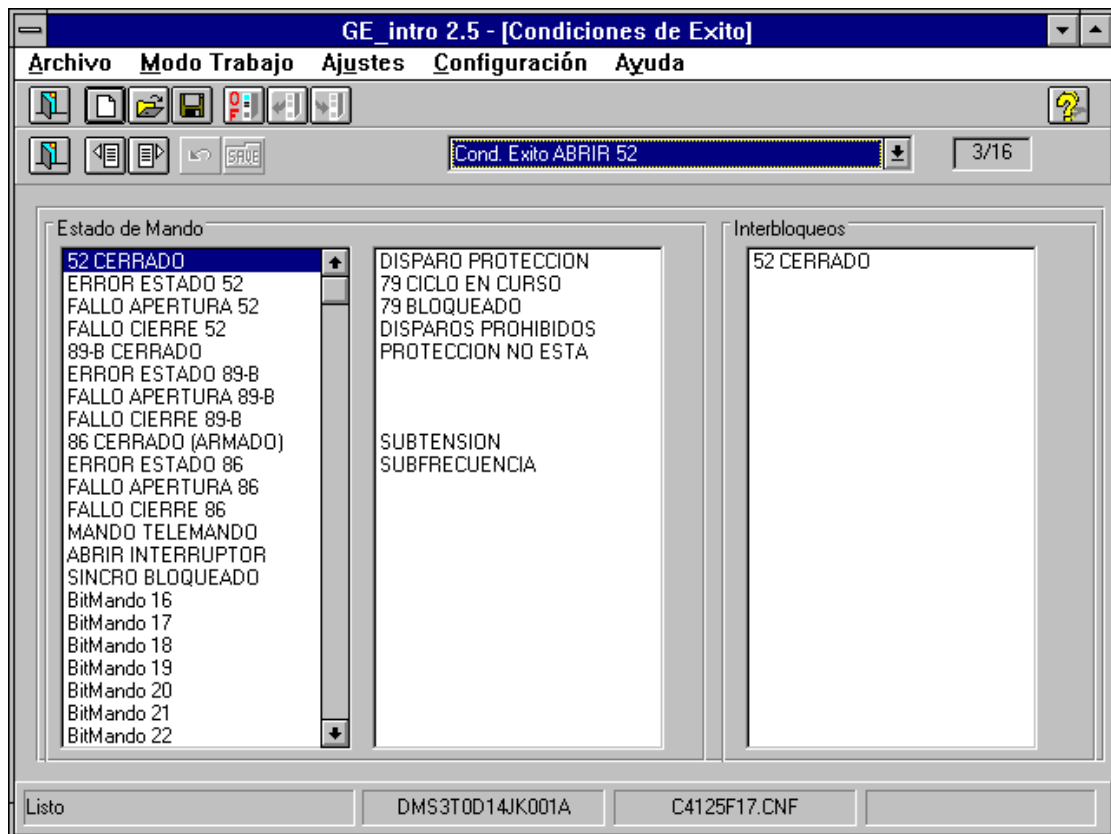 GE_intro 2.5 - [Condiciones de Exito]
Archivo Modo Trabajo Ajustes Configuración Ayuda
SAVE
Cond. Exito ABRIR 52
3/16
Estado de Mando
52 CERRADO
ERROR ESTADO 52
FALLO APERTURA 52
FALLO CIERRE 52
89-B CERRADO
ERROR ESTADO 89-B
FALLO APERTURA 89-B
FALLO CIERRE 89-B
86 CERRADO (ARMADO)
ERROR ESTADO 86
FALLO APERTURA 86
FALLO CIERRE 86
MANDO TELEMANDO
ABRIR INTERRUPTOR
SINCRO BLOQUEADO
BitMando 16
BitMando 17
BitMando 18
BitMando 19
BitMando 20
BitMando 21
BitMando 22
DISPARO PROTECCION
79 CICLO EN CURSO
79 BLOQUEADO
DISPAROS PROHIBIDOS
PROTECCION NO ESTA
SUBTENSION
SUBFRECUENCIA
Interbloqueos
52 CERRADO
Listo
DMS3T0D14JK001A
C4125F17.CNF